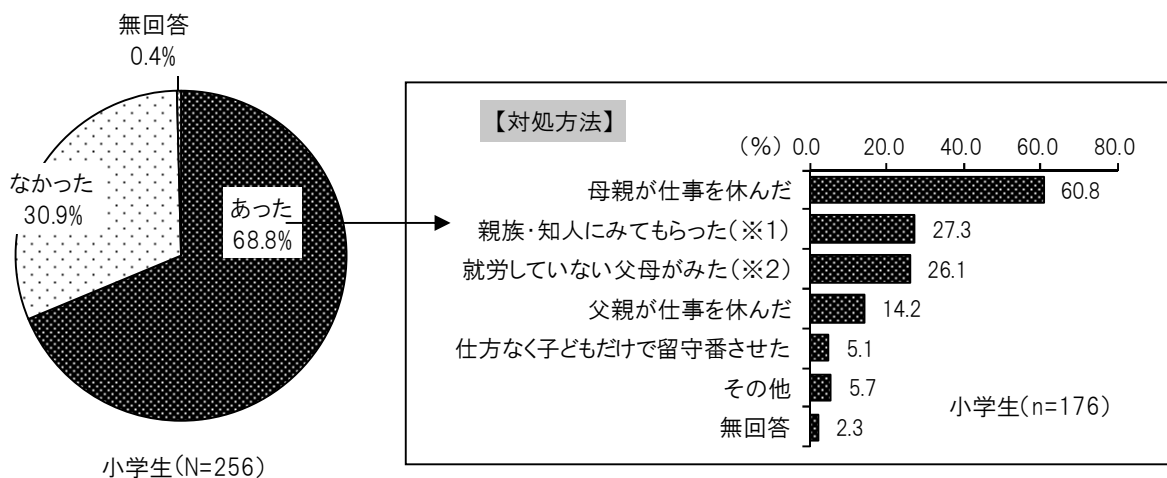 無回答
0.4%
なかった
30.9%
あった
68.8%
小学生(N=256)
【対処方法】
(%) 0.0 20.0 40.0 60.0 80.0
母親が仕事を休んだ 60.8
親族・知人にみてもらった(※1) 27.3
就労していない父母がみた(※2) 26.1
父親が仕事を休んだ 14.2
仕方なく子どもだけで留守番させた 5.1
その他 5.7
無回答 2.3
小学生(n=176)